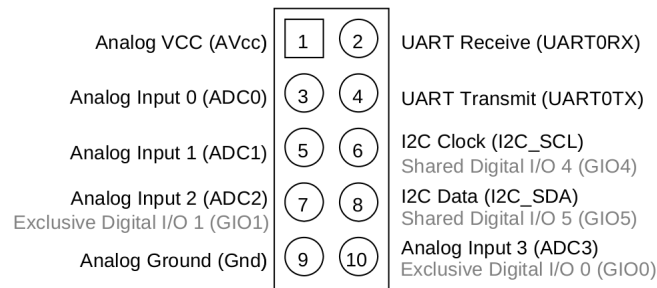 Analog VCC (AVcc) 1 2 UART Receive (UART0RX)
Analog Input 0 (ADC0) 3 4 UART Transmit (UART0TX)
Analog Input 1 (ADC1) 5 6 I2C Clock (I2C_SCL)
Shared Digital I/O 4 (GIO4)
Analog Input 2 (ADC2) 7 8 I2C Data (I2C_SDA)
Exclusive Digital I/O 1 (GIO1) Shared Digital I/O 5 (GIO5)
Analog Ground (Gnd) 9 10 Analog Input 3 (ADC3)
Exclusive Digital I/O 0 (GIO0)